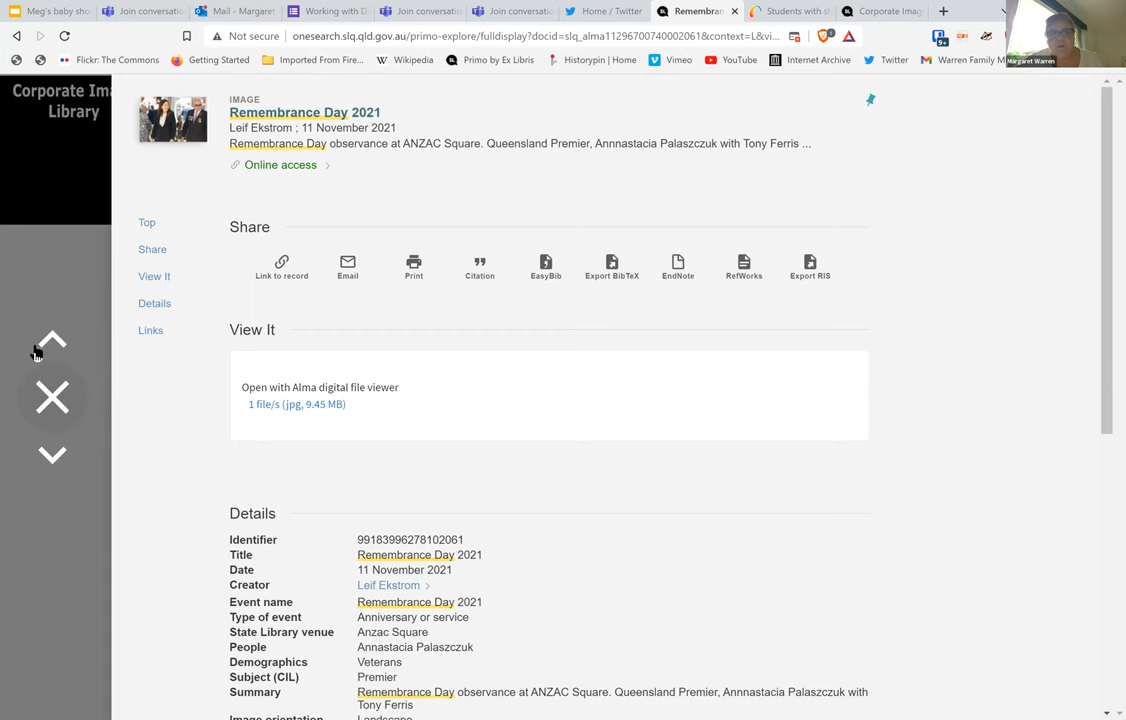 Meg's baby sho
Join conversati
Mail - Margaret
Working with D
Join conversati
Join conversati
Home / Twitter
Remembran
Students with st
Corporate Imag
Not secure
onesearch.slq.qld.gov.au/primo-explore/fulldisplay?docid=slq_alma11296700740002061&context=L&vi...
1
9+
Flickr: The Commons
Getting Started
Imported From Fire...
Wikipedia
Primo by Ex Libris
Historypin | Home
Vimeo
YouTube
Internet Archive
Twitter
Warren Family M
Margaret Warren
Corporate Ima
Library
IMAGE
Remembrance Day 2021
Leif Ekstrom ; 11 November 2021
Remembrance Day observance at ANZAC Square. Queensland Premier, Annnastacia Palaszczuk with Tony Ferris ...
Online access
Top
Share
View It
Details
Links
Share
Link to record
Email
Print
Citation
EasyBib
Export BibTeX
EndNote
RefWorks
Export RIS
View It
Open with Alma digital file viewer
1 file/s (jpg, 9.45 MB)
Details
Identifier 99183996278102061
Title Remembrance Day 2021
Date 11 November 2021
Creator Leif Ekstrom
Event name Remembrance Day 2021
Type of event Anniversary or service
State Library venue Anzac Square
People Annastacia Palaszczuk
Demographics Veterans
Subject (CIL) Premier
Summary Remembrance Day observance at ANZAC Square. Queensland Premier, Annnastacia Palaszczuk with
Tony Ferris
Image orientation Landscape